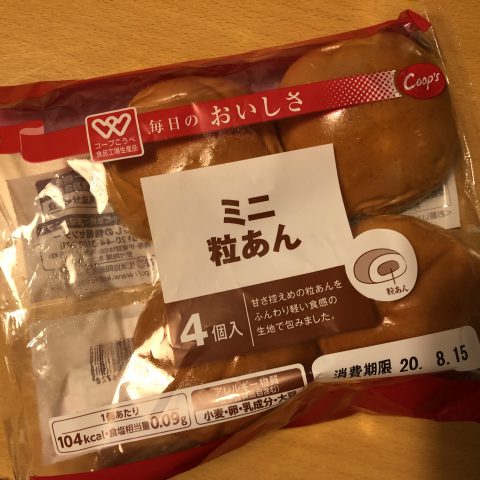 Coop's
毎日の おいしさ
コープこうべ
食品工場生産品
ミニ
粒あん
甘さ控えめの粒あんを
ふんわり軽い食感の
生地で包みました。
粒あん
4個入
消費期限 20. 8.15
1個あたり
104kcal・食塩相当量0.09g
アレルギー物質
小麦・卵・乳成分・大豆